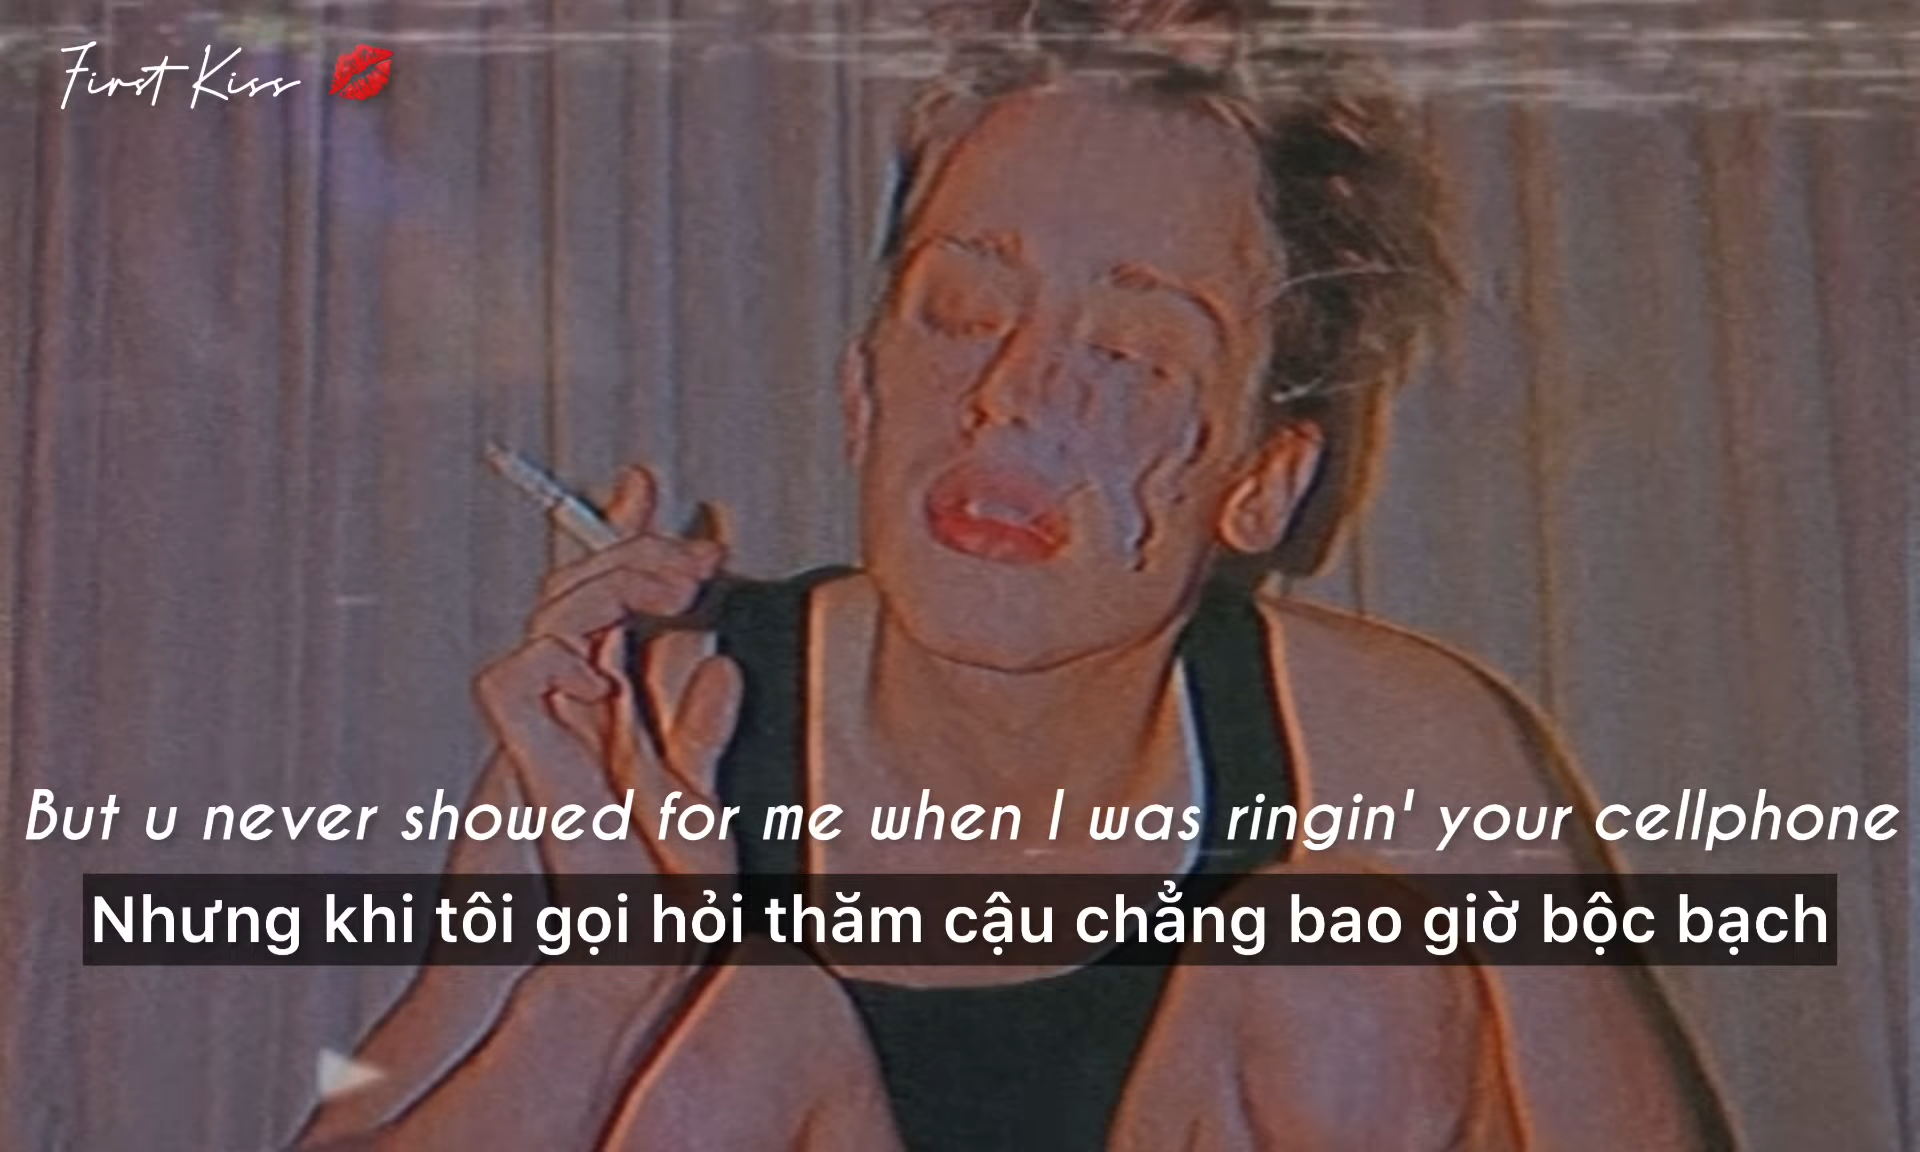 First Kiss 💋
But u never showed for me when I was ringin' your cellphone
Nhưng khi tôi gọi hỏi thăm cậu chẳng bao giờ bộc bạch